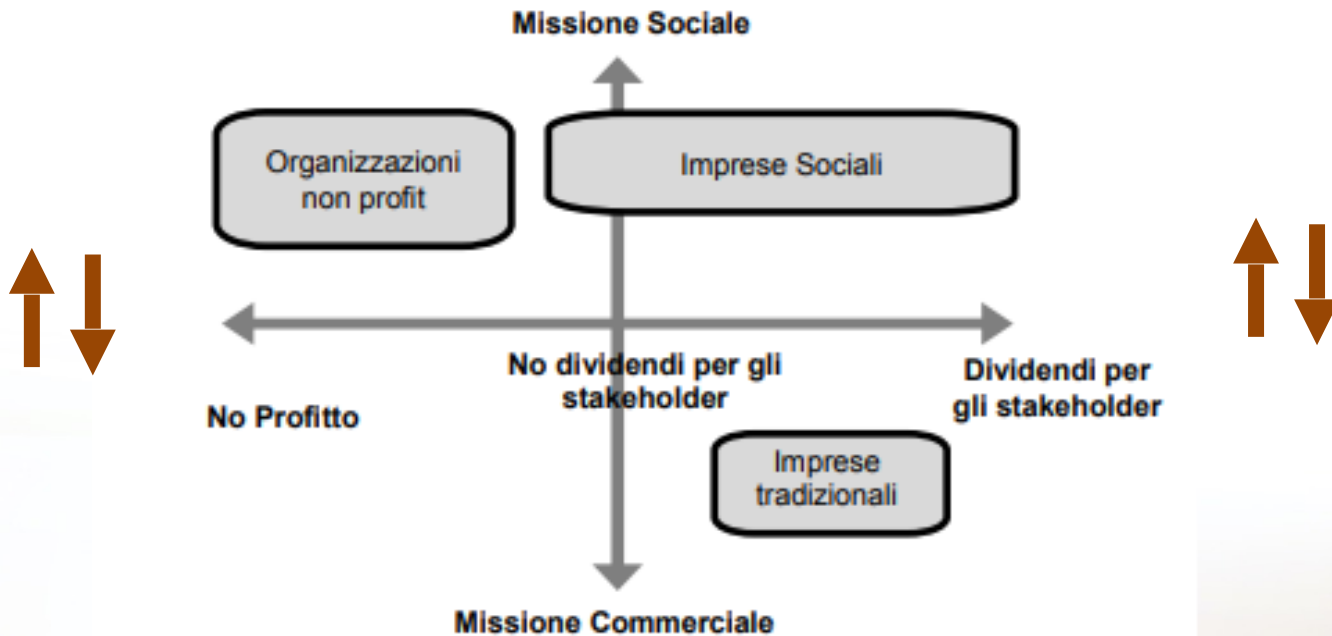 Missione Sociale
Organizzazioni
non profit
Imprese Sociali
No dividendi per gli
stakeholder
Dividendi per
gli stakeholder
No Profitto
Imprese
tradizionali
Missione Commerciale